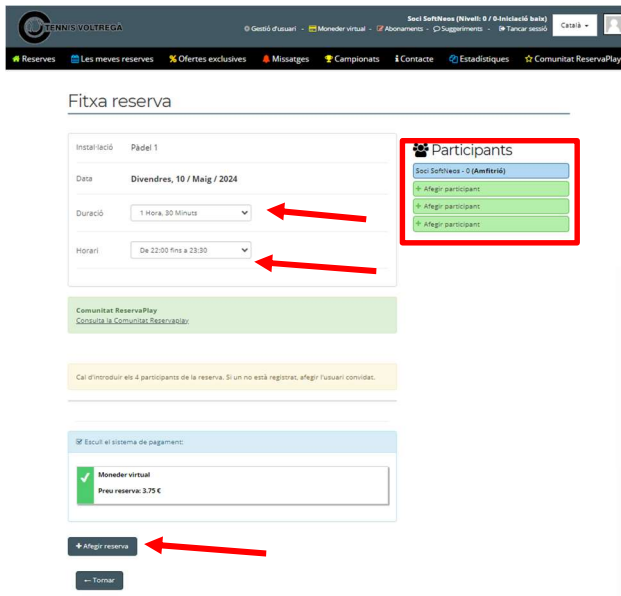 TENNIS VOLTREGÀ
Soci SoftNeos (Nivell: 0 / 0-Iniciació baix)
Gestió d'usuari - Moneder virtual - Abonaments - Suggeriments - Tancar sessió
Català
Reserves Les meves reserves Ofertes exclusives Missatges Campionats Contacte Estadístiques Comunitat ReservaPlay
Fitxa reserva
Instal·lació Pàdel 1
Data Divendres, 10 / Maig / 2024
Duració 1 Hora, 30 Minuts
Horari De 22:00 fins a 23:30
Participants
Soci SoftNeos - 0 (Amfitrió)
+ Afegir participant
+ Afegir participant
+ Afegir participant
Comunitat ReservaPlay
Consulta la Comunitat Reservaplay
Cal d'introduir els 4 participants de la reserva. Si un no està registrat, afegir l'usuari convidat.
Escull el sistema de pagament:
Moneder virtual
Preu reserva: 3.75 €
+ Afegir reserva
← Tornar